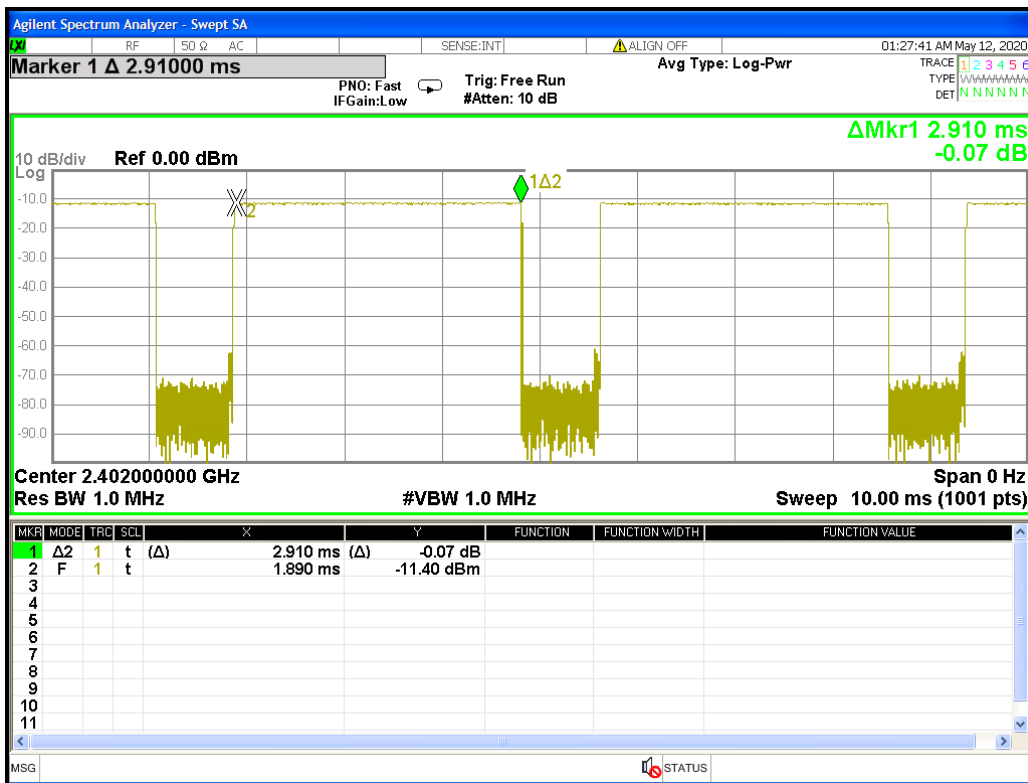 Agilent Spectrum Analyzer - Swept SA
LXI RF 50 Ω AC SENSE:INT ALIGN OFF 01:27:41 AM May 12, 2020
Marker 1 Δ 2.91000 ms
PNO: Fast
IFGain:Low
Trig: Free Run
#Atten: 10 dB
Avg Type: Log-Pwr
TRACE 1 2 3 4 5 6
TYPE
DET N N N N N N
ΔMkr1 2.910 ms
-0.07 dB
10 dB/div Ref 0.00 dBm
Log
1Δ2
-10.0
2
-20.0
-30.0
-40.0
-50.0
-60.0
-70.0
-80.0
-90.0
Center 2.402000000 GHz Span 0 Hz
Res BW 1.0 MHz #VBW 1.0 MHz Sweep 10.00 ms (1001 pts)
MKR MODE TRC SCL X Y FUNCTION FUNCTION WIDTH FUNCTION VALUE
1 Δ2 1 t (Δ) 2.910 ms (Δ) -0.07 dB
2 F 1 t 1.890 ms -11.40 dBm
3
4
5
6
7
8
9
10
11
MSG STATUS